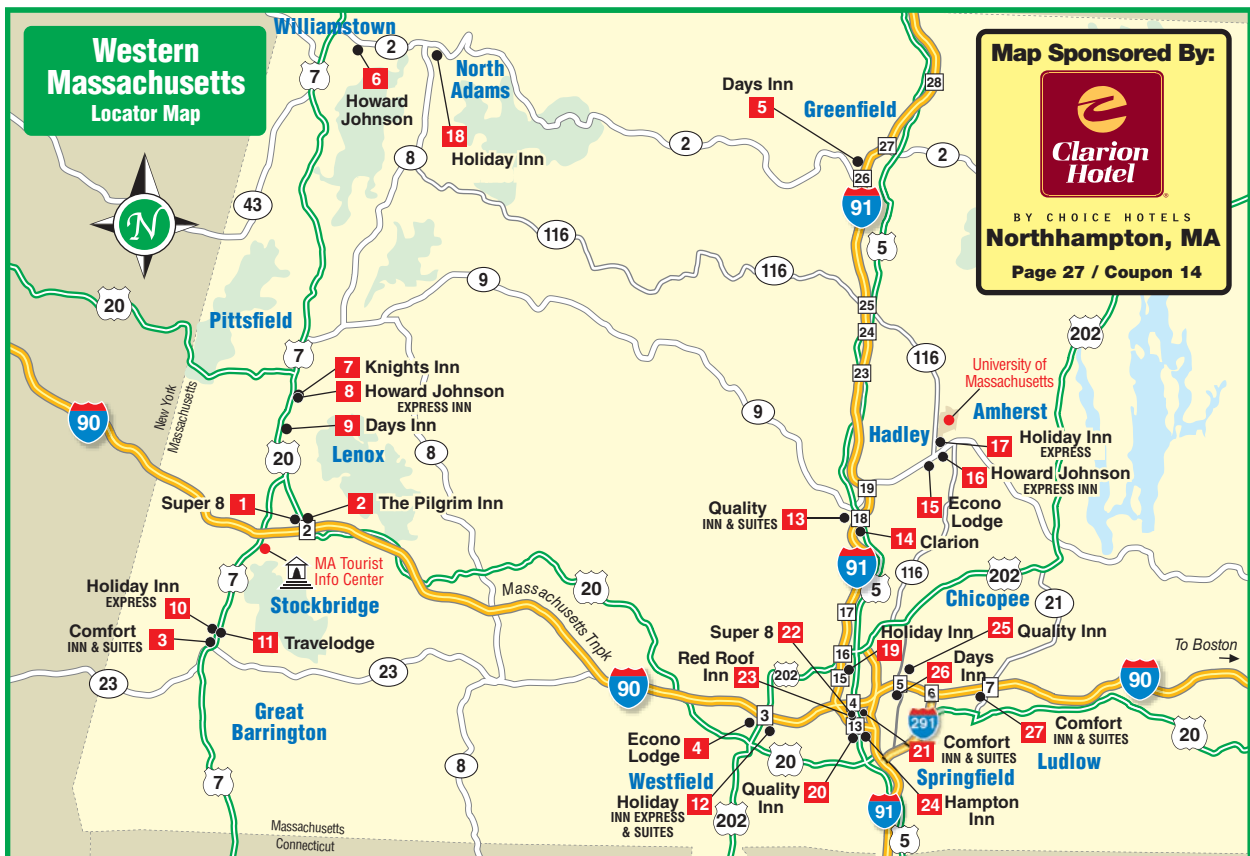 Western
Massachusetts
Locator Map
Map Sponsored By:
Clarion
Hotel
BY CHOICE HOTELS
Northhampton, MA
Page 27 / Coupon 14
Williamstown
2
7
6
Howard
Johnson
North
Adams
18
Holiday Inn
8
2
Days Inn
5
Greenfield
28
27
2
26
91
5
43
N
116
116
9
20
Pittsfield
7
25
24
202
116
23
University of
Massachusetts
Amherst
7 Knights Inn
8 Howard Johnson
EXPRESS INN
9 Days Inn
New York
Massachusetts
90
20
Lenox
8
9
Hadley
17 Holiday Inn
EXPRESS
16 Howard Johnson
EXPRESS INN
15 Econo
Lodge
19
Super 8 1
2 The Pilgrim Inn
2
Quality
INN & SUITES
13
18
14 Clarion
MA Tourist
Info Center
Stockbridge
7
91
5
116
202
Chicopee
21
Massachusetts Tnpk
20
Holiday Inn
EXPRESS
10
Comfort
INN & SUITES
3
11 Travelodge
17
Super 8 22
Holiday Inn
19
25
Quality Inn
16
15
Red Roof
Inn
23
Days
Inn
26
To Boston
23
23
90
202
5
6
7
90
Great
Barrington
3
4
13
291
Econo
Lodge
4
21 Comfort
INN & SUITES
27 Comfort
INN & SUITES
20
Ludlow
Springfield
20
Westfield
Holiday
INN EXPRESS
& SUITES
12
Quality
Inn
20
24 Hampton
Inn
7
8
202
91
5
Massachusetts
Connecticut